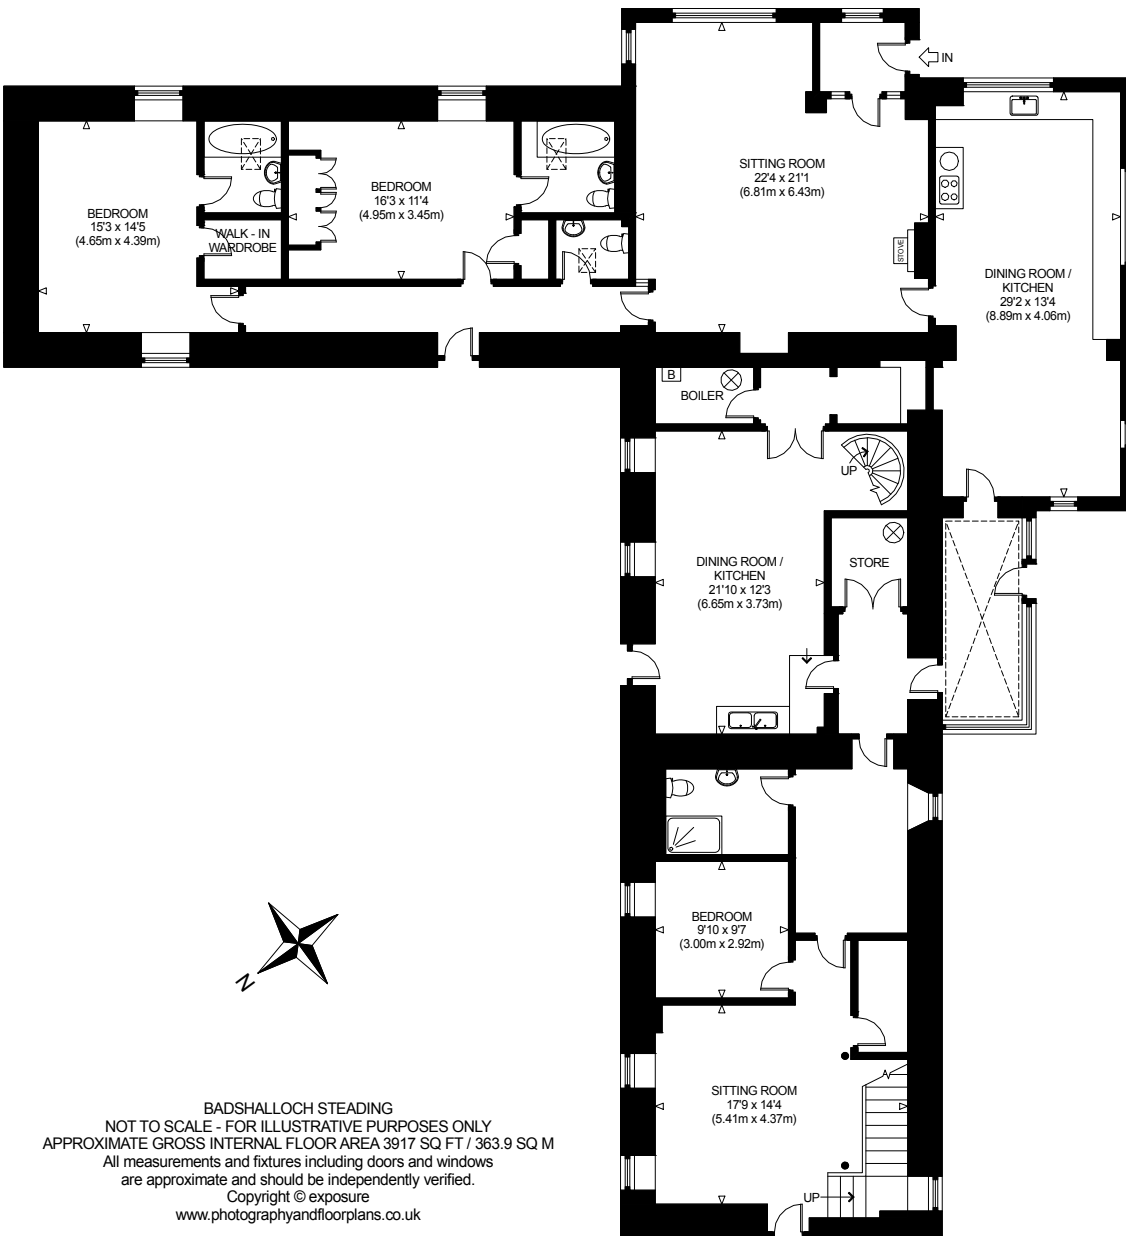 IN
SITTING ROOM
22'4 x 21'1
(6.81m x 6.43m)
BEDROOM
16'3 x 11'4
(4.95m x 3.45m)
BEDROOM
15'3 x 14'5
(4.65m x 4.39m)
WALK - IN
WARDROBE
STOVE
DINING ROOM /
KITCHEN
29'2 x 13'4
(8.89m x 4.06m)
B
BOILER
UP
DINING ROOM /
KITCHEN
21'10 x 12'3
(6.65m x 3.73m)
STORE
BEDROOM
9'10 x 9'7
(3.00m x 2.92m)
N
SITTING ROOM
17'9 x 14'4
(5.41m x 4.37m)
UP
BADSHALLOCH STEADING
NOT TO SCALE - FOR ILLUSTRATIVE PURPOSES ONLY
APPROXIMATE GROSS INTERNAL FLOOR AREA 3917 SQ FT / 363.9 SQ M
All measurements and fixtures including doors and windows
are approximate and should be independently verified.
Copyright © exposure
www.photographyandfloorplans.co.uk